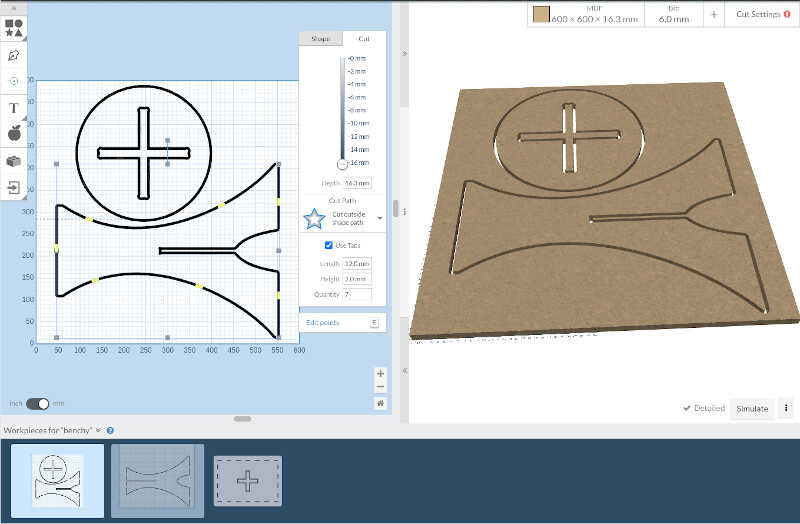 MDF
600 × 600 × 16.3 mm
Bit:
6.0 mm
+
Cut Settings
Shape
Cut
-0 mm
-2 mm
-4 mm
-6 mm
-8 mm
-10 mm
-12 mm
-14 mm
-16 mm
Depth 16.3 mm
Cut Path
Cut outside
shape path
Use Tabs
Length 12.0 mm
Height 2.0 mm
Quantity 7
Edit points E
T
350
300
250
200
150
100
50
0
0 50 100 150 200 250 300 350 400 450 500 550 600
inch mm
Detailed
Simulate
Workpieces for "benchy"